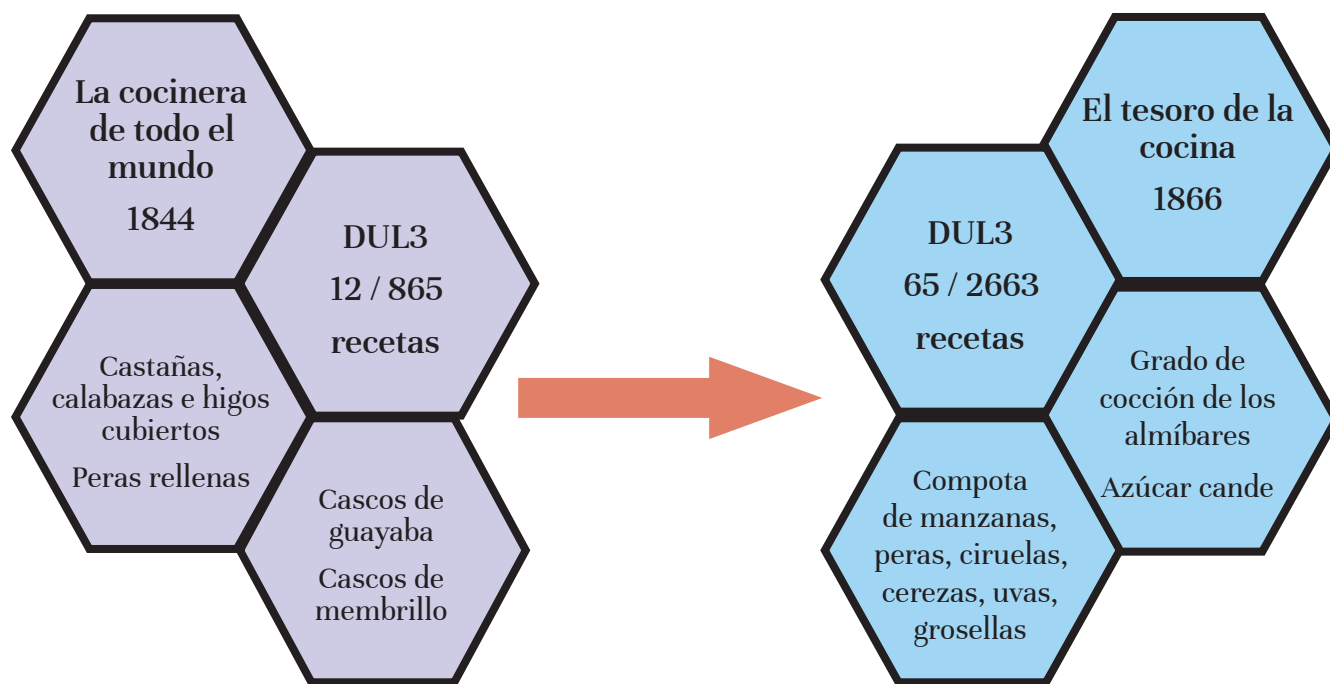 La cocinera
de todo el
mundo
1844
DUL3
12 / 865
recetas
Castañas,
calabazas e higos
cubiertos
Peras rellenas
Cascos de
guayaba
Cascos de
membrillo
El tesoro de la
cocina
1866
DUL3
65 / 2663
recetas
Grado de
cocción de los
almíbares
Azúcar cande
Compota
de manzanas,
peras, ciruelas,
cerezas, uvas,
grosellas